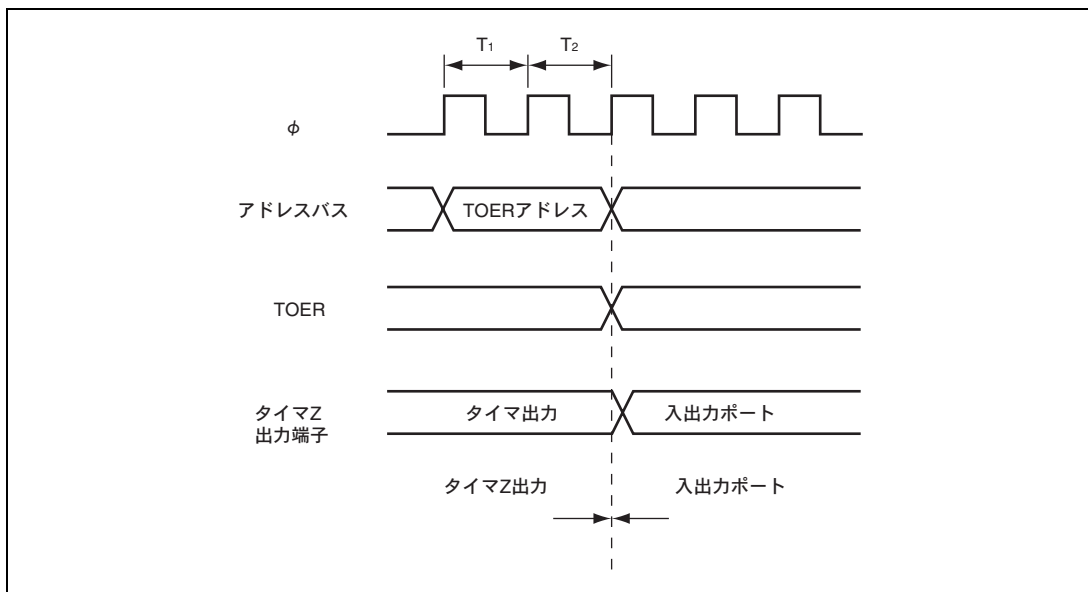 T1 T2
φ
アドレスバス TOERアドレス
TOER
タイマZ
出力端子
タイマ出力 入出力ポート
タイマZ出力 入出力ポート